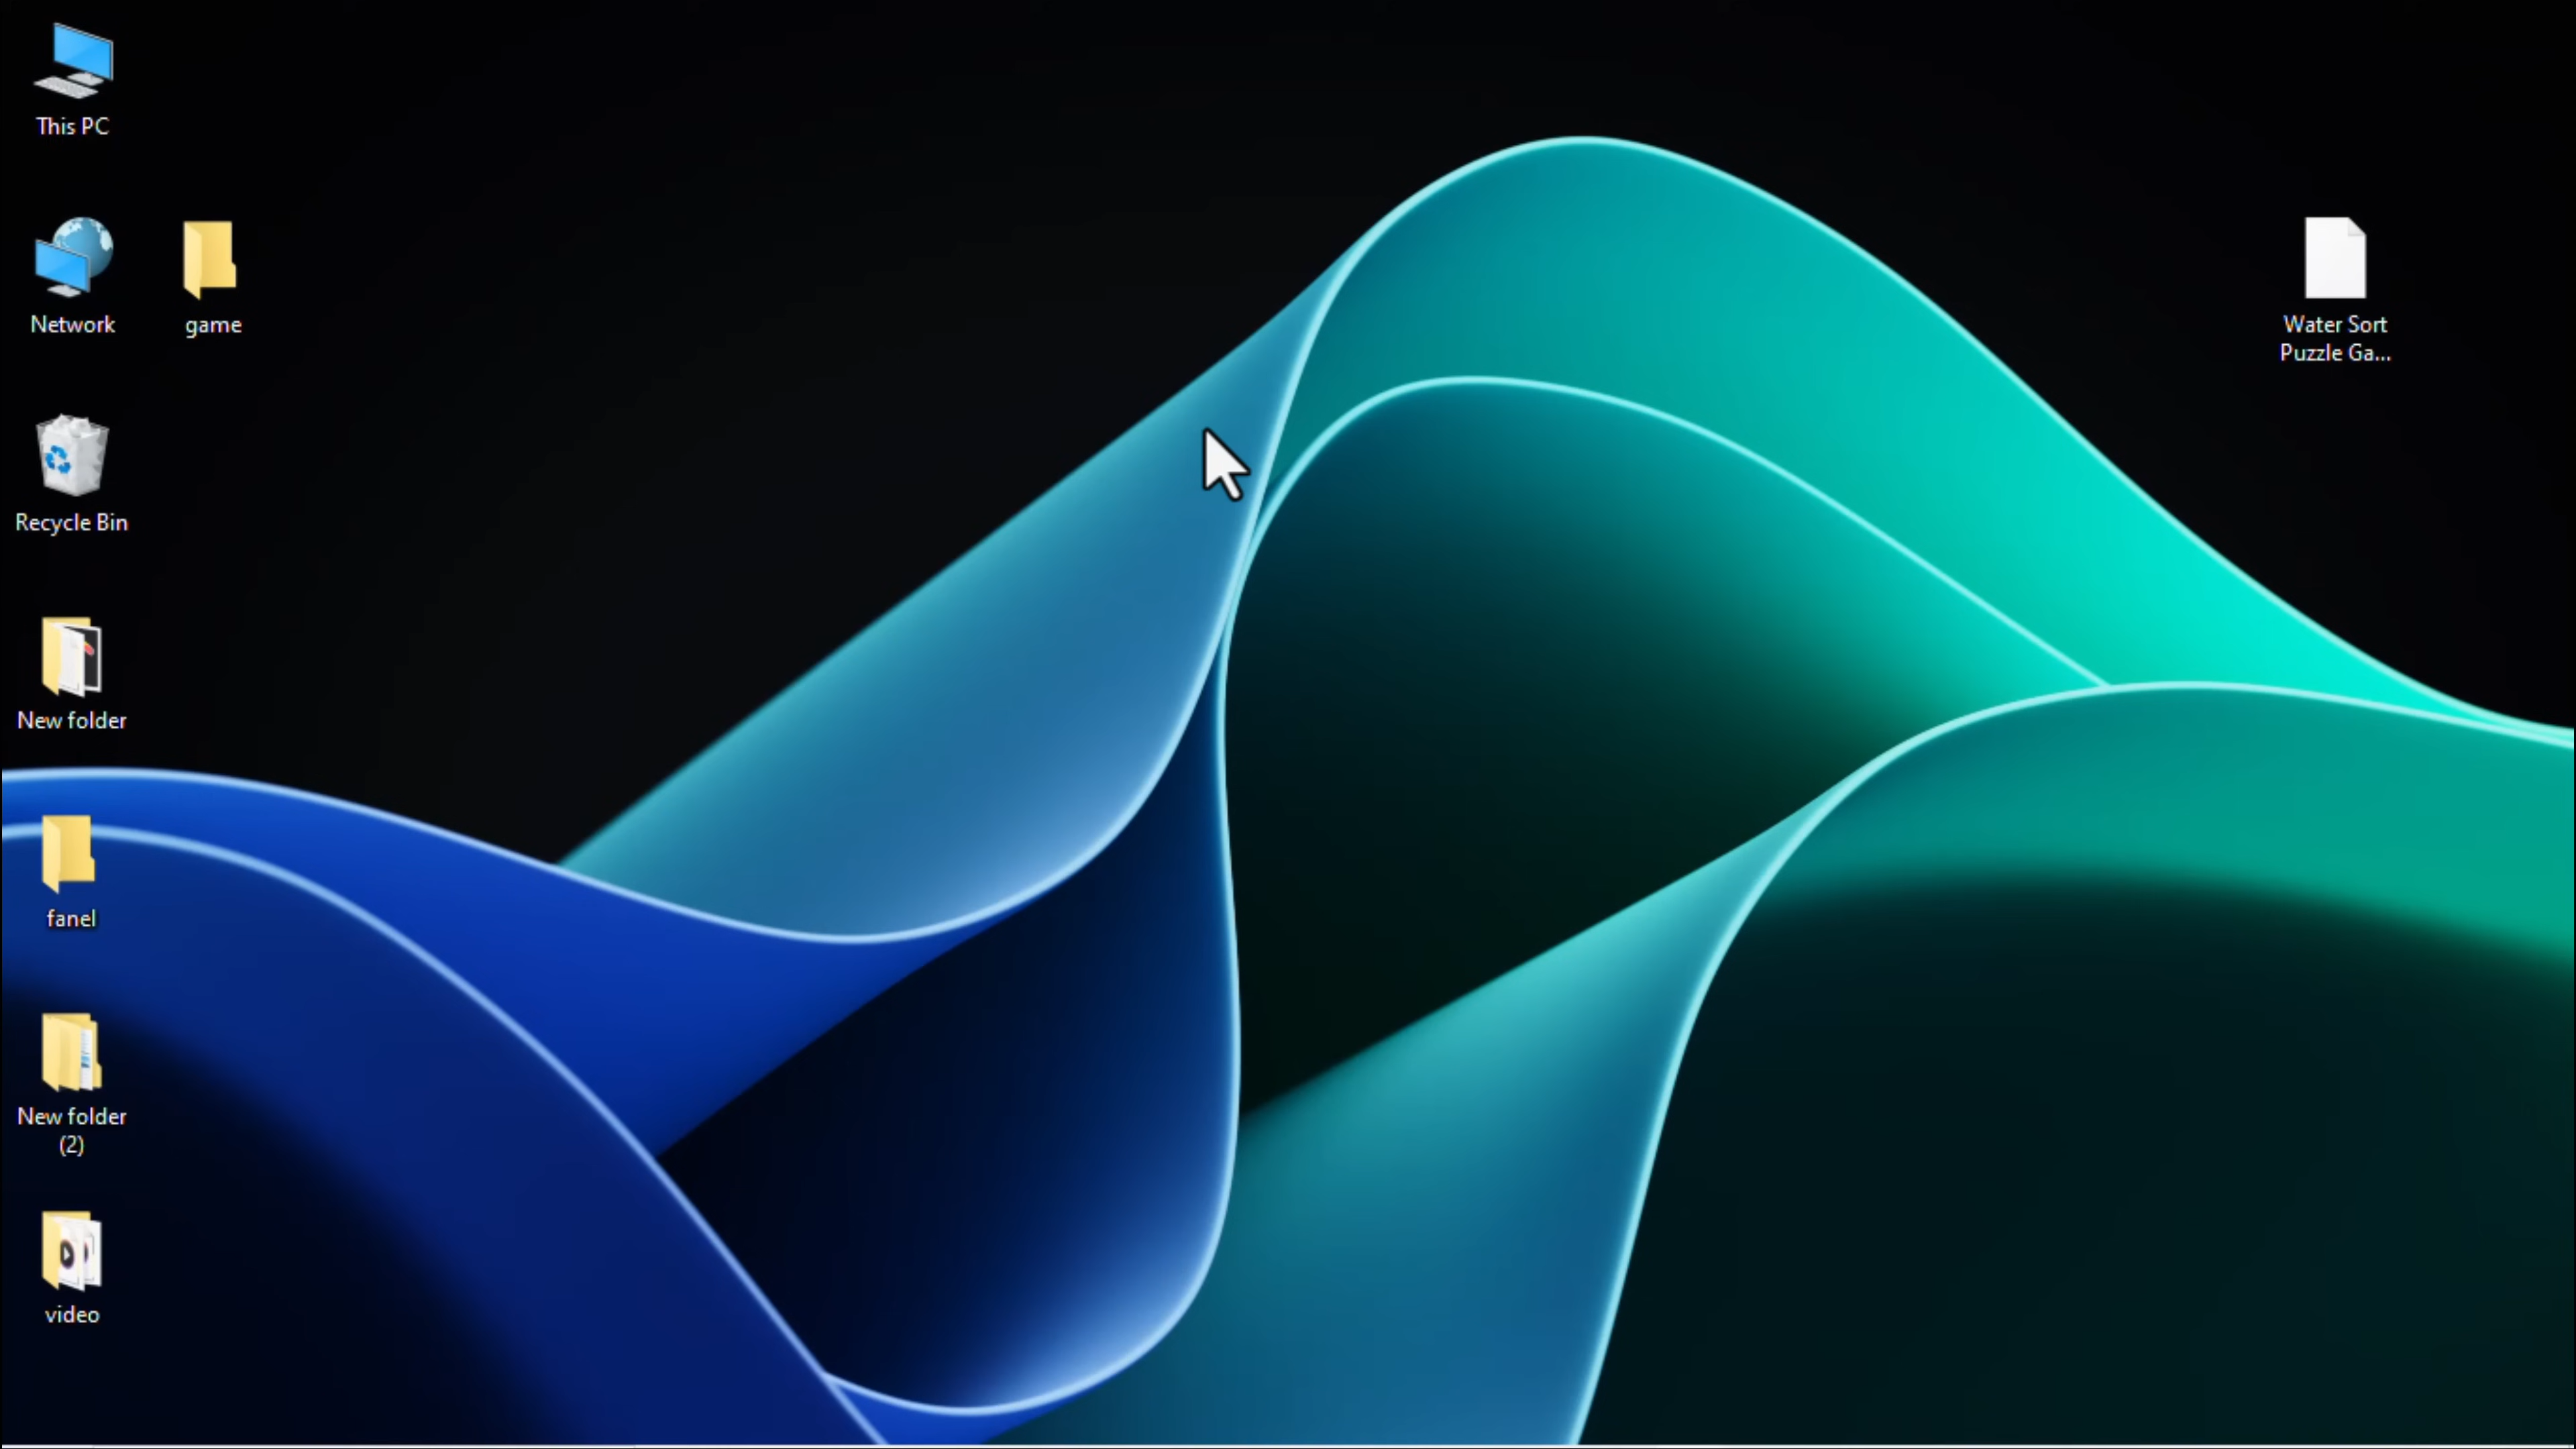 This PC
Network
game
Water Sort
Puzzle Ga...
Recycle Bin
New folder
fanel
New folder
(2)
video